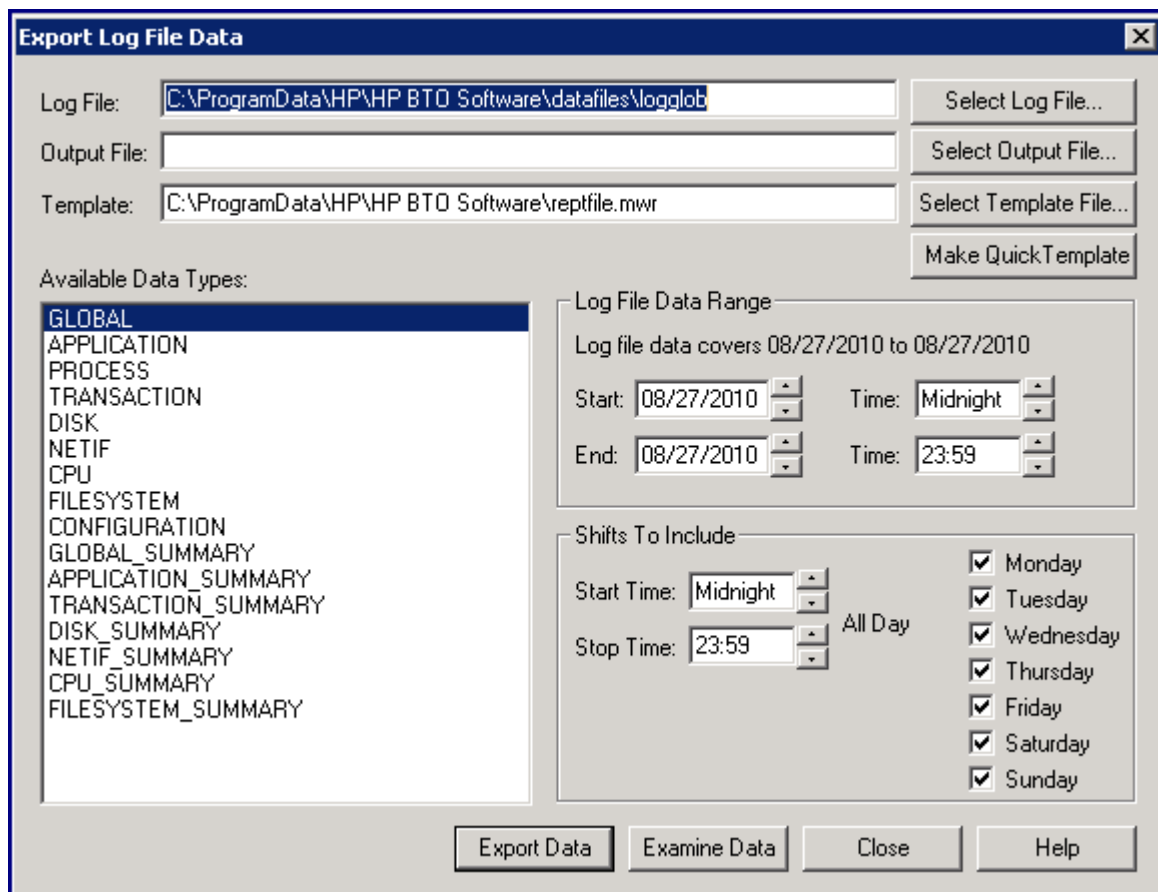 Export Log File Data
Log File: C:\ProgramData\HP\HP BTO Software\datafiles\logglob Select Log File...
Output File: Select Output File...
Template: C:\ProgramData\HP\HP BTO Software\reptfile.mwr Select Template File...
Make QuickTemplate
Available Data Types:
GLOBAL
APPLICATION
PROCESS
TRANSACTION
DISK
NETIF
CPU
FILESYSTEM
CONFIGURATION
GLOBAL_SUMMARY
APPLICATION_SUMMARY
TRANSACTION_SUMMARY
DISK_SUMMARY
NETIF_SUMMARY
CPU_SUMMARY
FILESYSTEM_SUMMARY
Log File Data Range
Log file data covers 08/27/2010 to 08/27/2010
Start: 08/27/2010 Time: Midnight
End: 08/27/2010 Time: 23:59
Shifts To Include
Start Time: Midnight
Stop Time: 23:59
All Day
Monday
Tuesday
Wednesday
Thursday
Friday
Saturday
Sunday
Export Data Examine Data Close Help